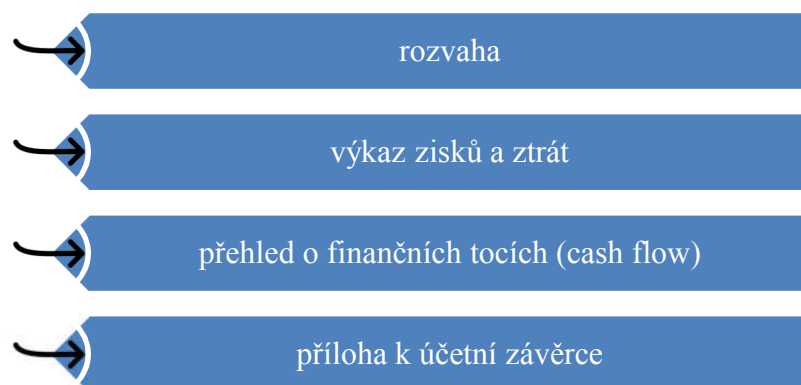 rozvaha
výkaz zisků a ztrát
přehled o finančních tocích (cash flow)
příloha k účetní závěrce